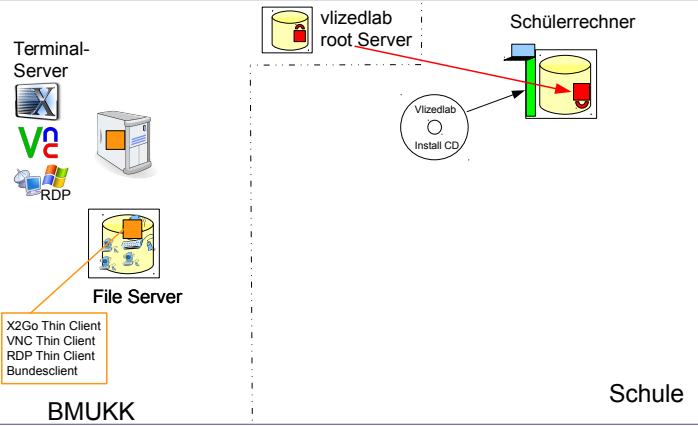 vlizedlab
root Server
Schülerrechner
Terminal-
Server
X
VNC
RDP
Vlizedlab
Install CD
File Server
X2Go Thin Client
VNC Thin Client
RDP Thin Client
Bundesclient
BMUKK
Schule